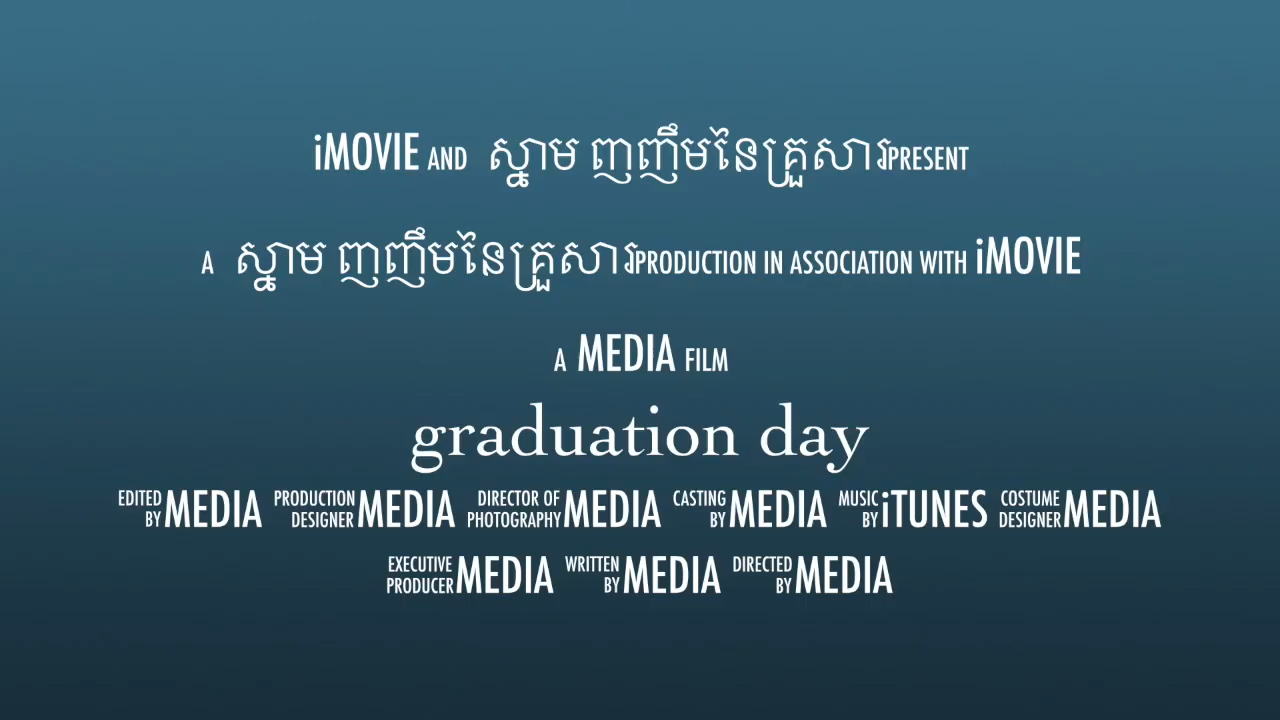 iMOVIE AND ស្នាម ញញឹមនៃគ្រួសារ PRESENT
A ស្នាម ញញឹមនៃគ្រួសារ PRODUCTION IN ASSOCIATION WITH iMOVIE
A MEDIA FILM
graduation day
EDITED BY MEDIA PRODUCTION DESIGNER MEDIA DIRECTOR OF PHOTOGRAPHY MEDIA CASTING BY MEDIA MUSIC BY iTUNES COSTUME DESIGNER MEDIA
EXECUTIVE PRODUCER MEDIA WRITTEN BY MEDIA DIRECTED BY MEDIA